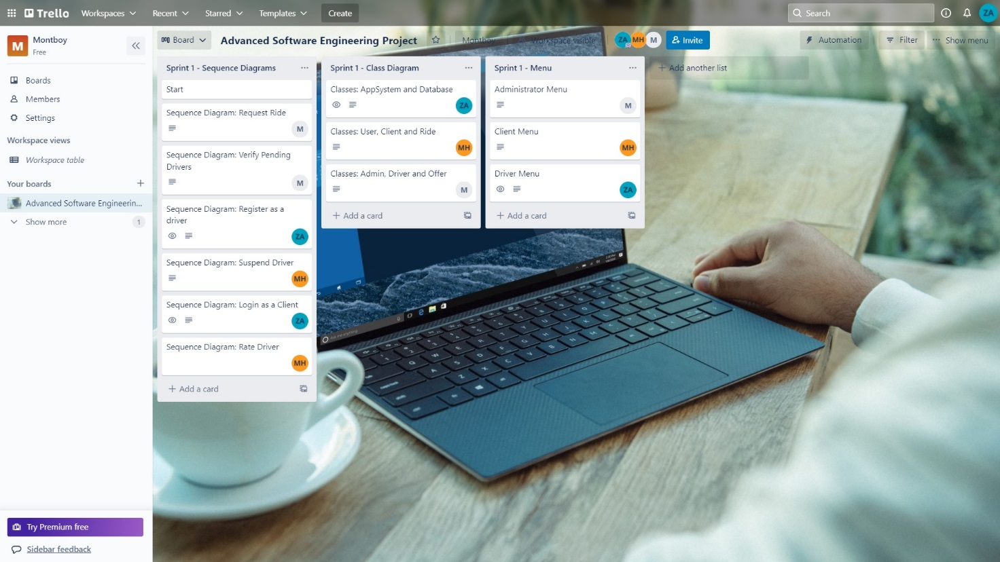 Trello
Workspaces
Recent
Starred
Templates
Create
Search
ZA
M
Montboy
Free
Board
Advanced Software Engineering Project
Montboy
Workspace visible
ZA
MH
M
Invite
Automation
Filter
Show menu
Boards
Members
Settings
Workspace views
Workspace table
Your boards
Advanced Software Engineerin...
Show more
1
Try Premium free
Sidebar feedback
Sprint 1 - Sequence Diagrams
Start
Sequence Diagram: Request Ride
M
Sequence Diagram: Verify Pending
Drivers
M
Sequence Diagram: Register as a
driver
ZA
Sequence Diagram: Suspend Driver
MH
Sequence Diagram: Login as a Client
ZA
Sequence Diagram: Rate Driver
MH
Add a card
Sprint 1 - Class Diagram
Classes: AppSystem and Database
ZA
Classes: User, Client and Ride
MH
Classes: Admin, Driver and Offer
M
Add a card
Sprint 1 - Menu
Administrator Menu
M
Client Menu
MH
Driver Menu
ZA
Add a card
Add another list